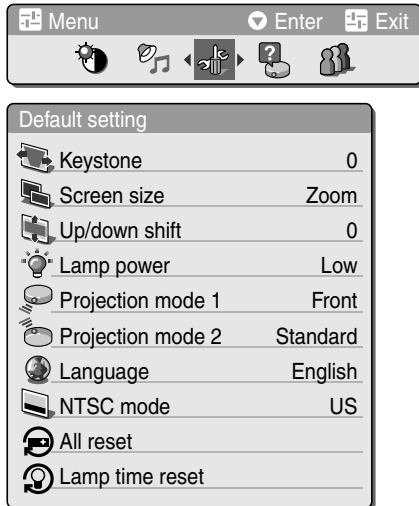 Menu Enter Exit
?
Default setting
Keystone 0
Screen size Zoom
Up/down shift 0
Lamp power Low
Projection mode 1 Front
Projection mode 2 Standard
Language English
NTSC mode US
All reset
Lamp time reset